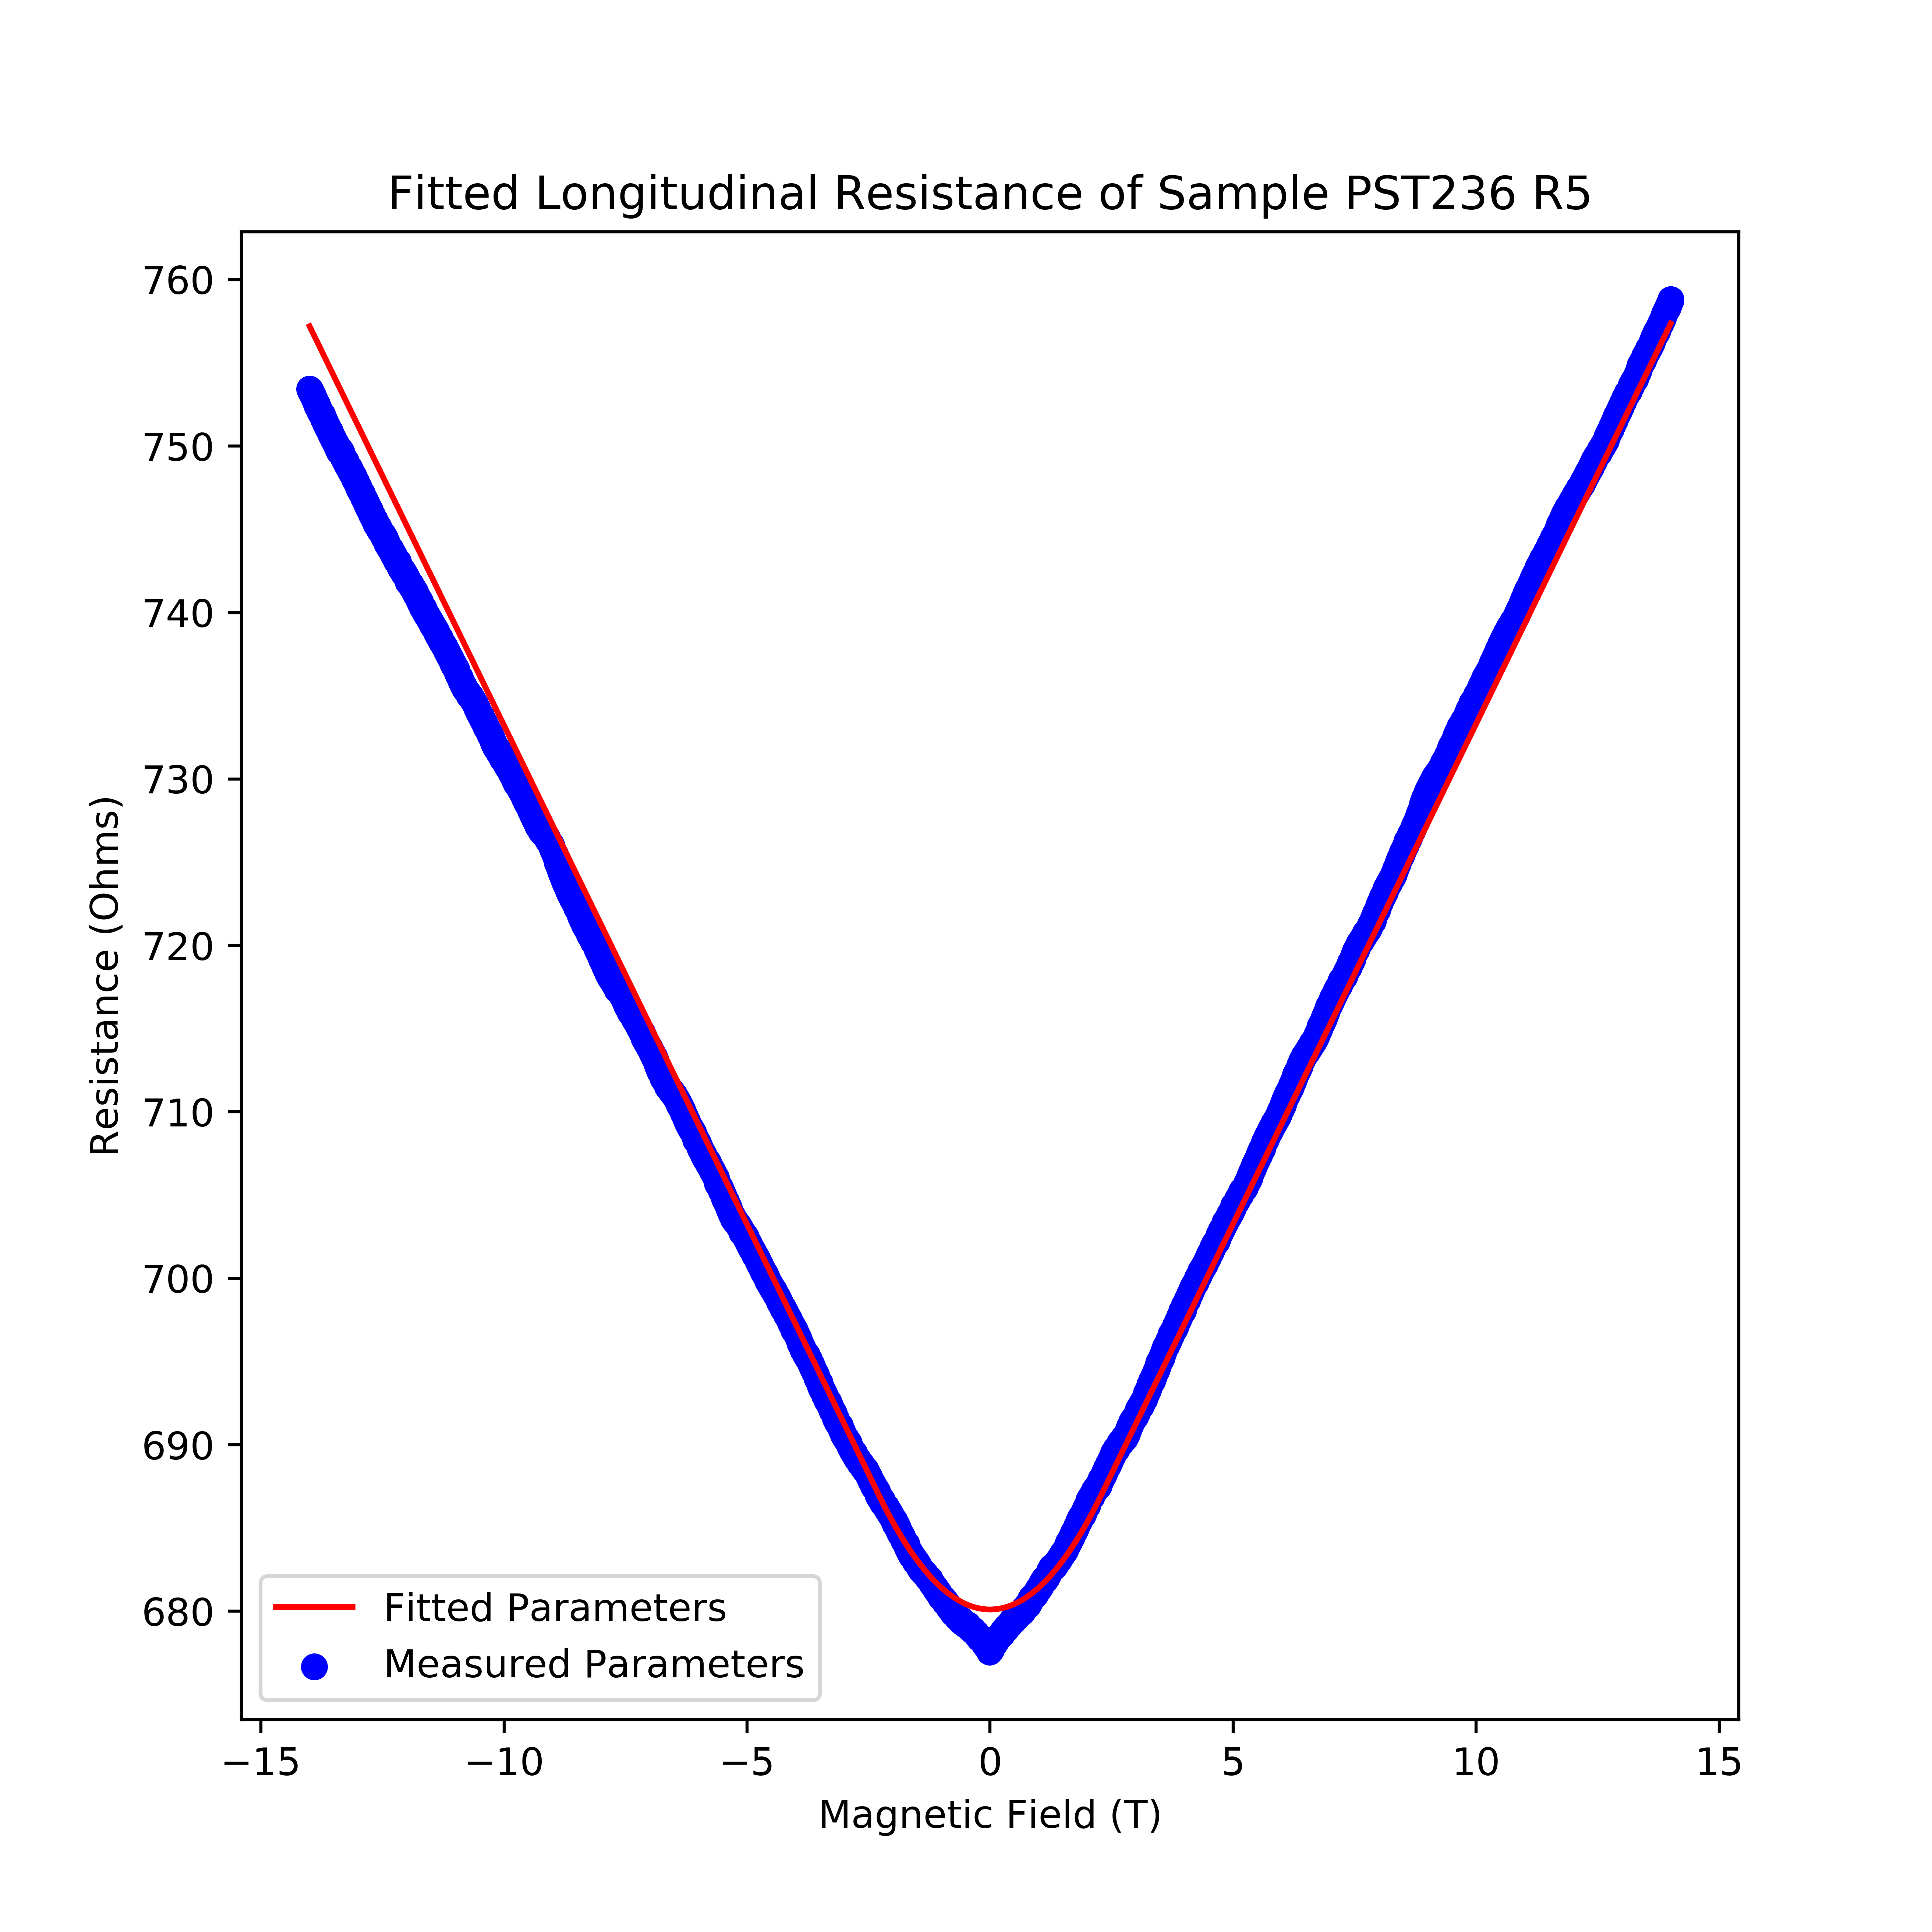 Fitted Longitudinal Resistance of Sample PST236 R5
760
750
740
730
720
710
700
690
680
Resistance (Ohms)
Fitted Parameters
Measured Parameters
−15 −10 −5 0 5 10 15
Magnetic Field (T)